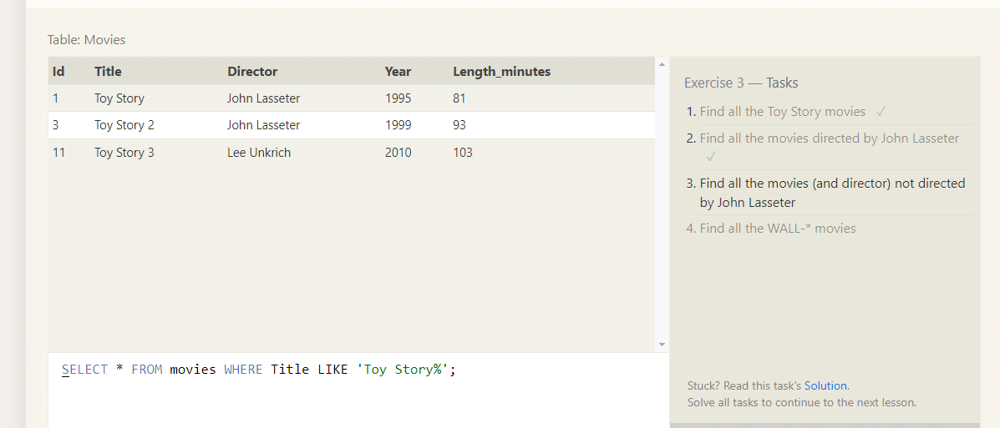 Table: Movies
Id Title Director Year Length_minutes
1 Toy Story John Lasseter 1995 81
3 Toy Story 2 John Lasseter 1999 93
11 Toy Story 3 Lee Unkrich 2010 103
SELECT * FROM movies WHERE Title LIKE 'Toy Story%';
Exercise 3 — Tasks
1. Find all the Toy Story movies ✓
2. Find all the movies directed by John Lasseter
✓
3. Find all the movies (and director) not directed
by John Lasseter
4. Find all the WALL-* movies
Stuck? Read this task's Solution.
Solve all tasks to continue to the next lesson.